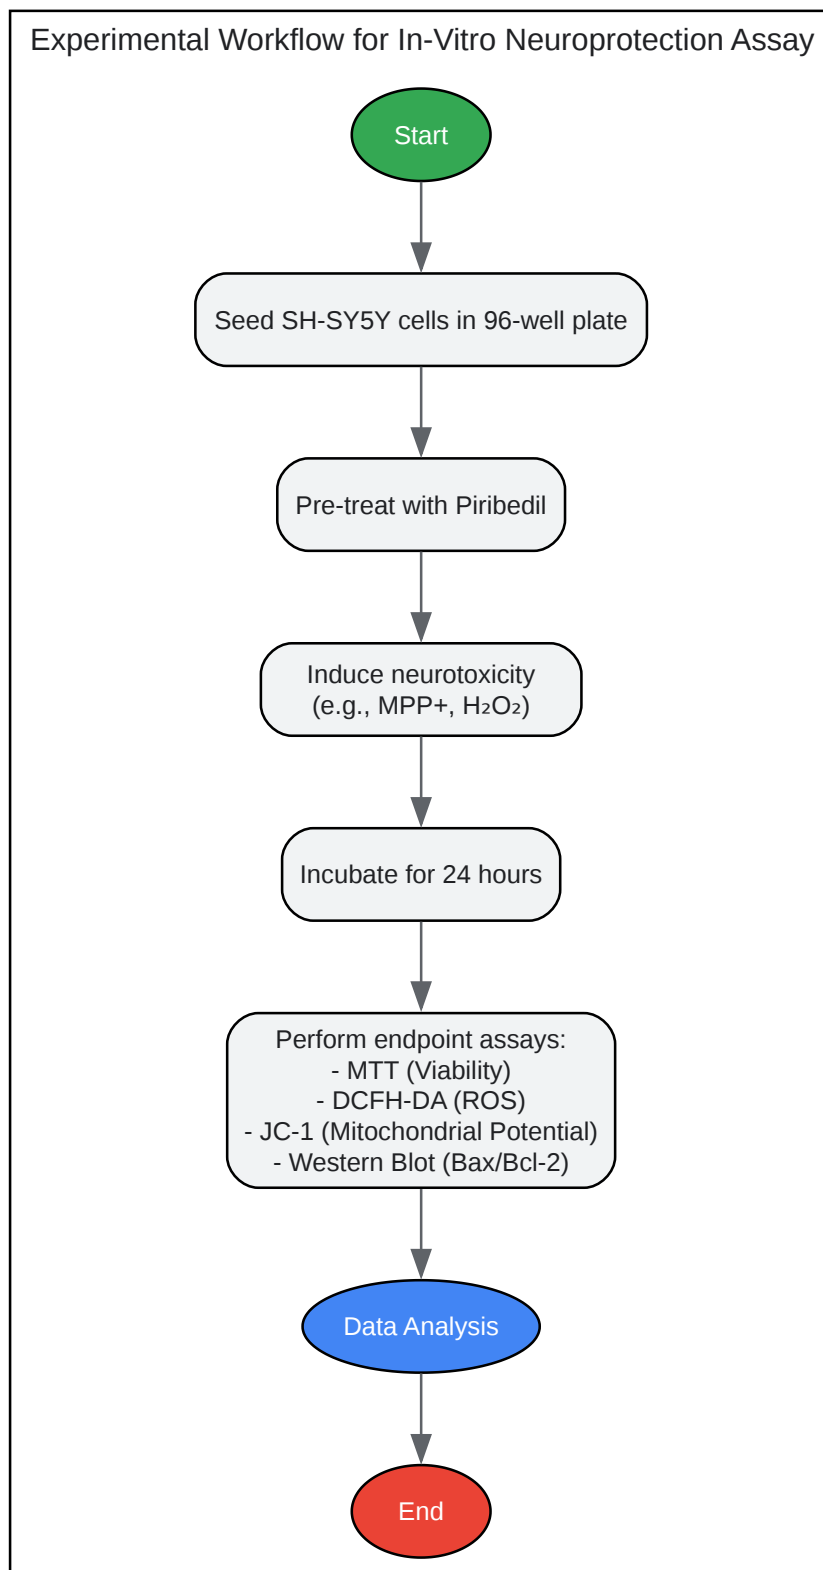 Experimental Workflow for In-Vitro Neuroprotection Assay
Start
Seed SH-SY5Y cells in 96-well plate
Pre-treat with Piribedil
Induce neurotoxicity
(e.g., MPP+, H₂O₂)
Incubate for 24 hours
Perform endpoint assays:
- MTT (Viability)
- DCFH-DA (ROS)
- JC-1 (Mitochondrial Potential)
- Western Blot (Bax/Bcl-2)
Data Analysis
End